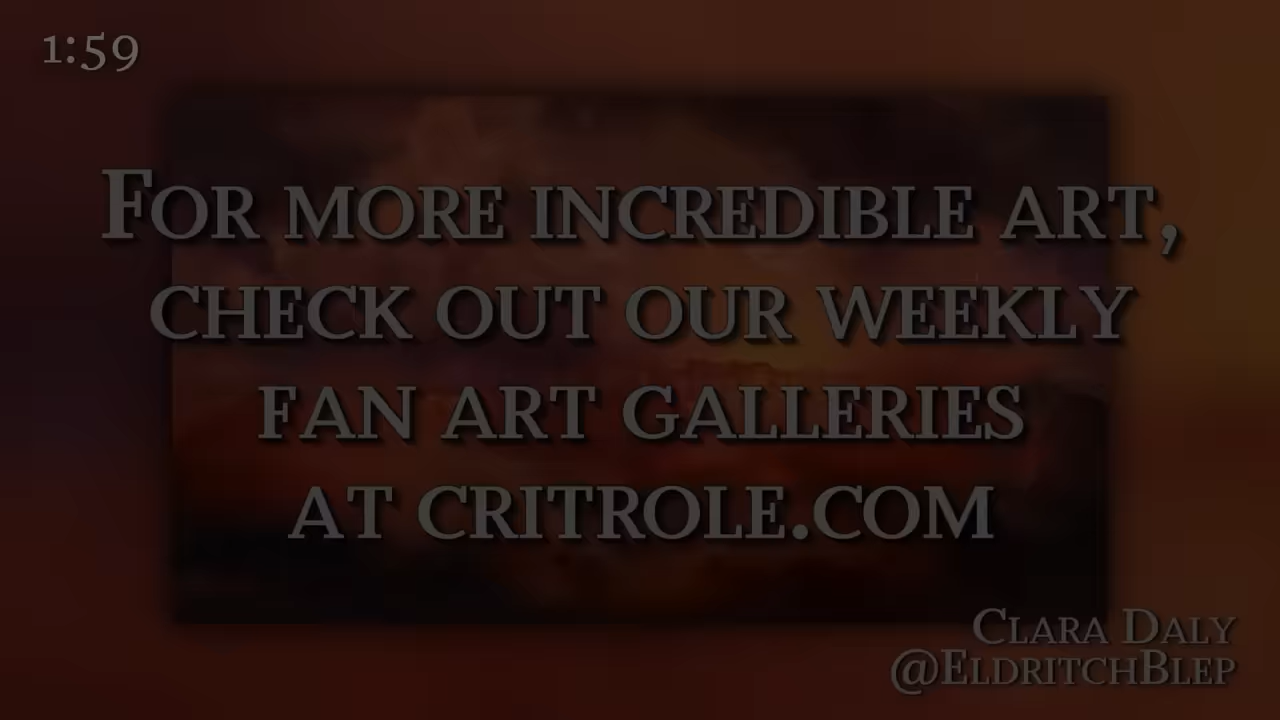 1:59
For more incredible art,
check out our weekly
fan art galleries
at critrole.com
Clara Daly
@EldritchBlep